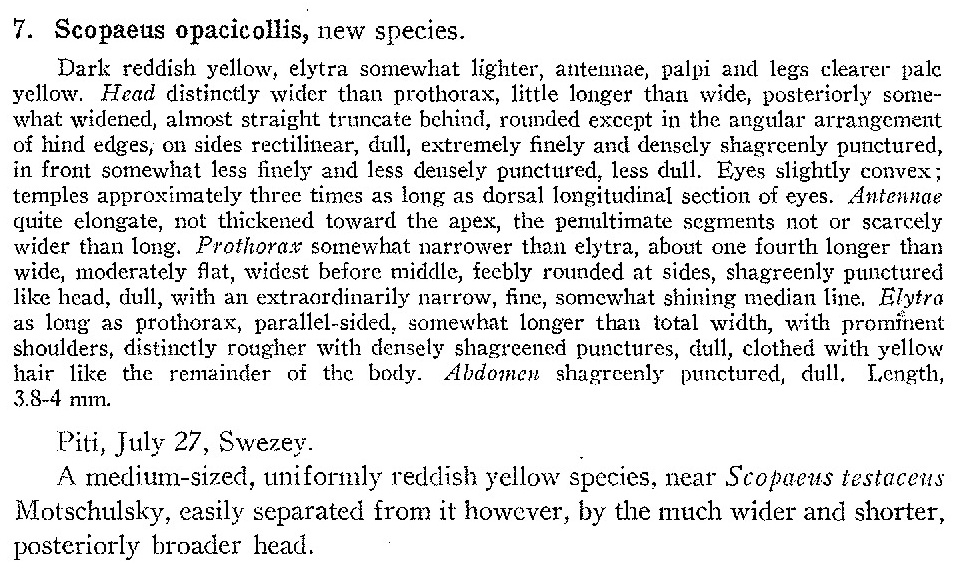 7. Scopaeus opacicollis, new species.
Dark reddish yellow, elytra somewhat lighter, antennae, palpi and legs clearer pale
yellow. Head distinctly wider than prothorax, little longer than wide, posteriorly some-
what widened, almost straight truncate behind, rounded except in the angular arrangement
of hind edges, on sides rectilinear, dull, extremely finely and densely shagreenly punctured,
in front somewhat less finely and less densely punctured, less dull. Eyes slightly convex;
temples approximately three times as long as dorsal longitudinal section of eyes. Antennae
quite elongate, not thickened toward the apex, the penultimate segments not or scarcely
wider than long. Prothorax somewhat narrower than elytra, about one fourth longer than
wide, moderately flat, widest before middle, feebly rounded at sides, shagreenly punctured
like head, dull, with an extraordinarily narrow, fine, somewhat shining median line. Elytra
as long as prothorax, parallel-sided, somewhat longer than total width, with prominent
shoulders, distinctly rougher with densely shagreened punctures, dull, clothed with yellow
hair like the remainder of the body. Abdomen shagreenly punctured, dull. Length,
3.8-4 mm.
Piti, July 27, Swezey.
A medium-sized, uniformly reddish yellow species, near Scopaeus testaceus
Motschulsky, easily separated from it however, by the much wider and shorter,
posteriorly broader head.